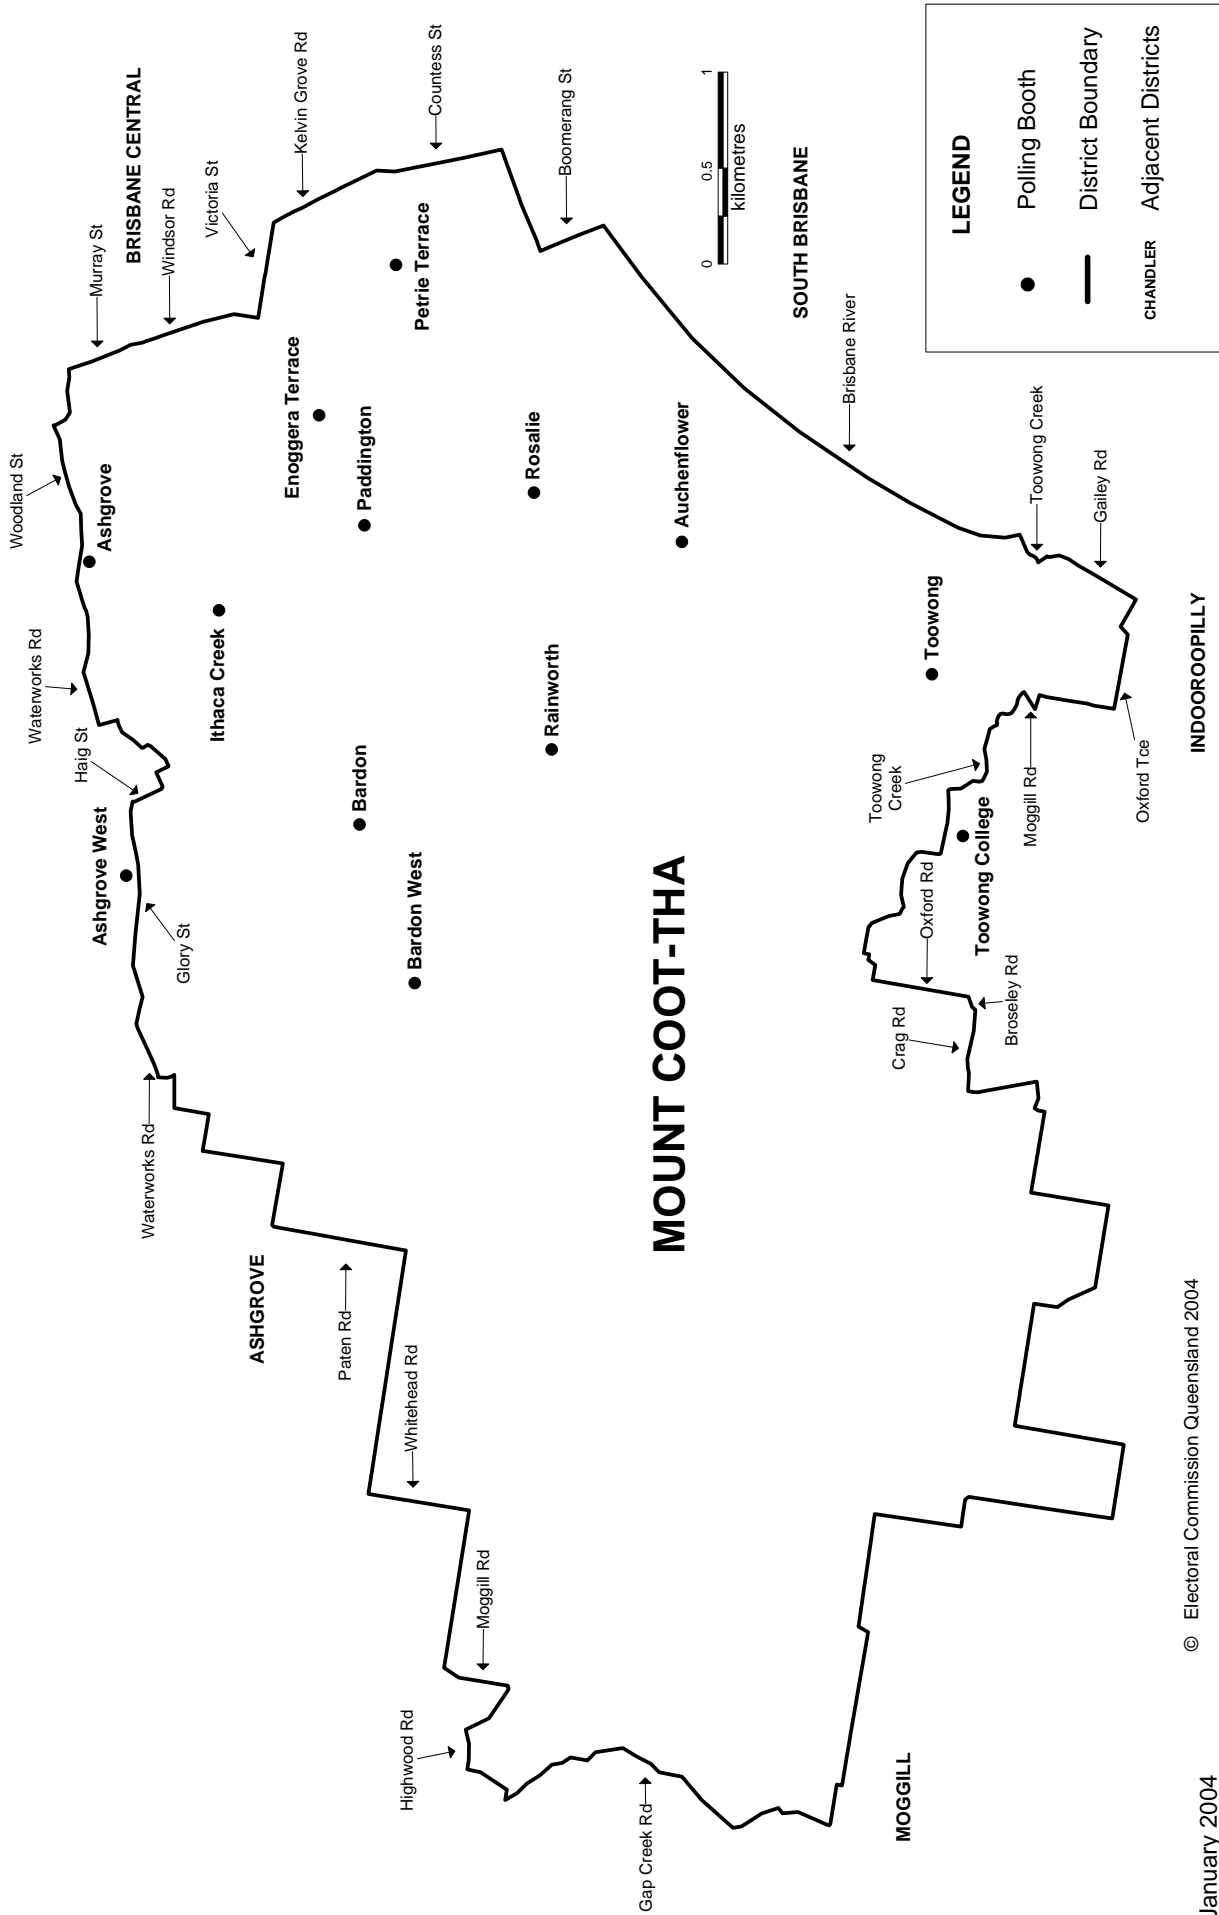 Woodland St
Murray St
BRISBANE CENTRAL
Windsor Rd
Victoria St
Kelvin Grove Rd
Countess St
Boomerang St
Waterworks Rd
Haig St
Ashgrove
Ashgrove West
Glory St
Waterworks Rd
Ithaca Creek
Enoggera Terrace
Petrie Terrace
Paddington
Bardon
Bardon West
Rosalie
Rainworth
Auchenflower
ASHGROVE
Paten Rd
Whitehead Rd
Moggill Rd
Highwood Rd
Gap Creek Rd
MOUNT COOT-THA
0
0.5
1
kilometres
SOUTH BRISBANE
Brisbane River
Toowong
Toowong Creek
Gailey Rd
Toowong
Creek
Moggill Rd
Oxford Tce
INDOOROOPILLY
Toowong College
Oxford Rd
Crag Rd
Broseley Rd
MOGGILL
LEGEND
Polling Booth
District Boundary
CHANDLER Adjacent Districts
© Electoral Commission Queensland 2004
January 2004